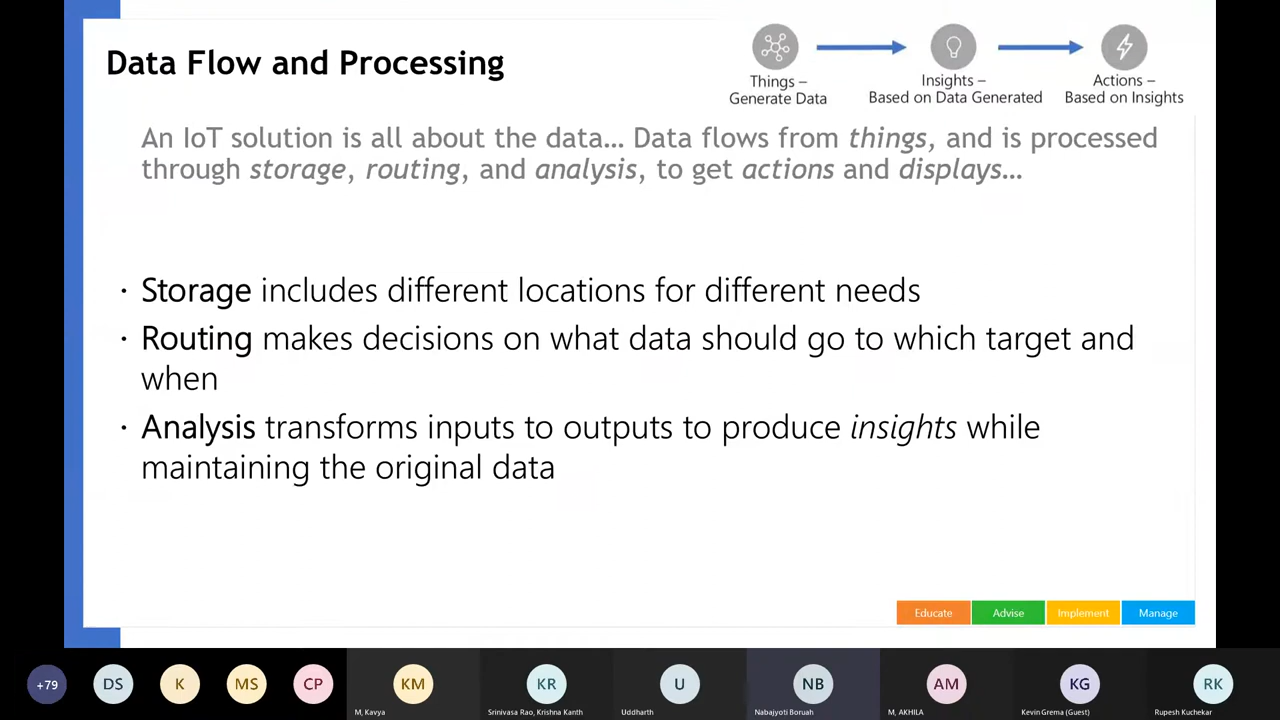 Data Flow and Processing
Things –
Generate Data
Insights –
Based on Data Generated
Actions –
Based on Insights
An IoT solution is all about the data… Data flows from things, and is processed
through storage, routing, and analysis, to get actions and displays…
· Storage includes different locations for different needs
· Routing makes decisions on what data should go to which target and
when
· Analysis transforms inputs to outputs to produce insights while
maintaining the original data
Educate
Advise
Implement
Manage
+79
DS
K
MS
CP
KM
M, Kavya
KR
Srinivasa Rao, Krishna Kanth
U
Uddharth
NB
Nabajyoti Boruah
AM
M, AKHILA
KG
Kevin Grema (Guest)
RK
Rupesh Kuchekar